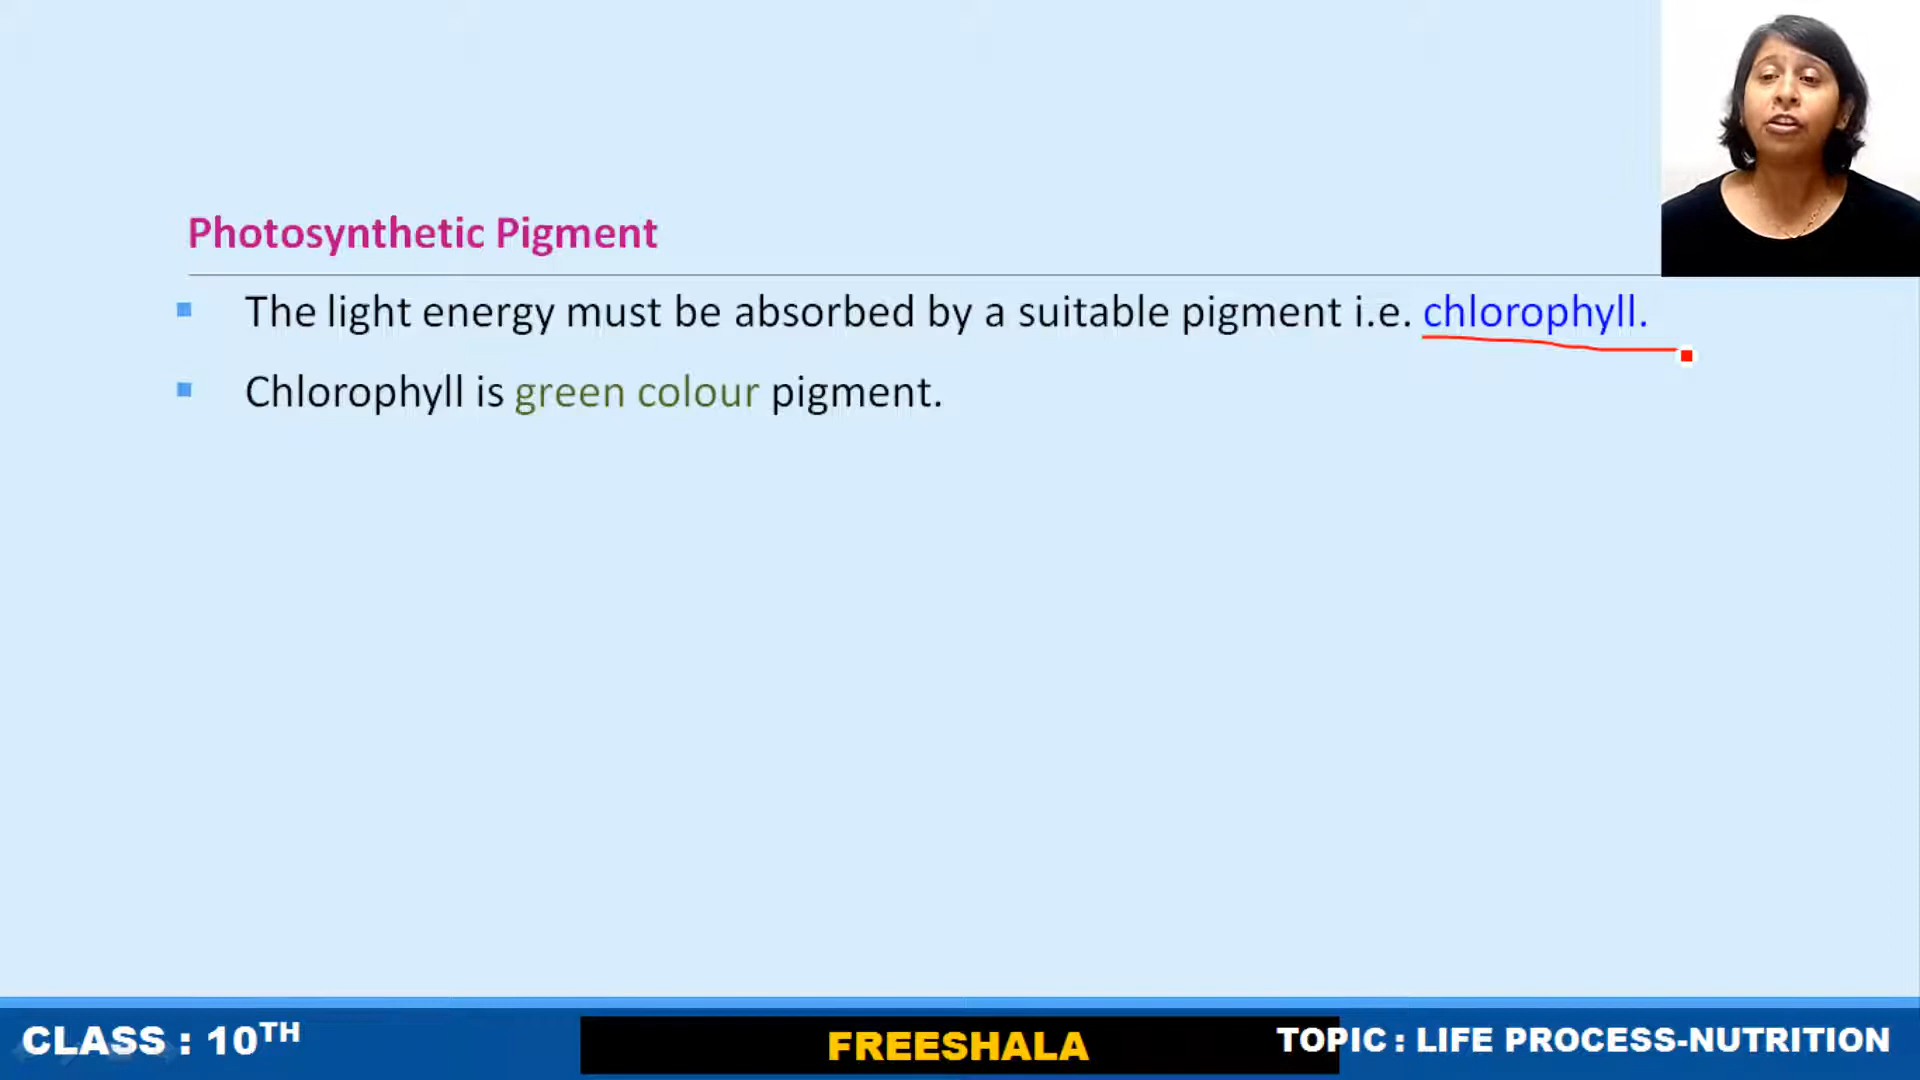 Photosynthetic Pigment
The light energy must be absorbed by a suitable pigment i.e. chlorophyll.
Chlorophyll is green colour pigment.
CLASS : 10TH
FREESHALA
TOPIC : LIFE PROCESS-NUTRITION